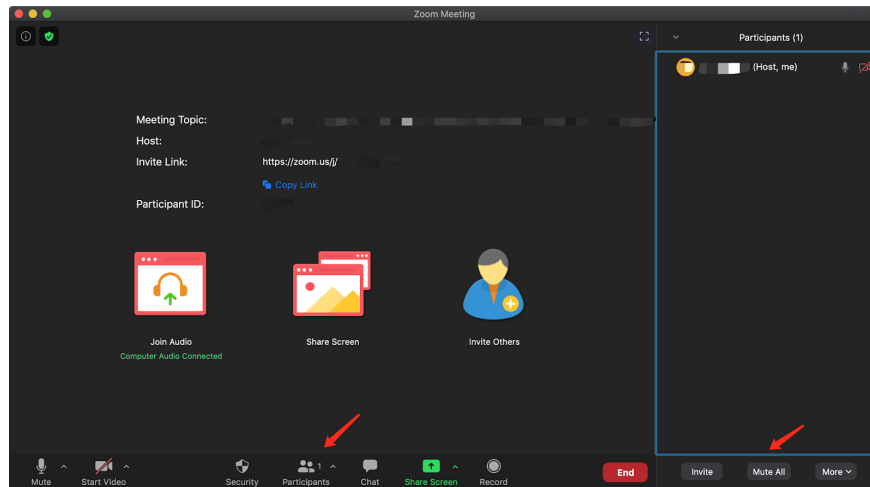 Zoom Meeting
Participants (1)
(Host, me)
Meeting Topic:
Host:
Invite Link: https://zoom.us/j/
Copy Link
Participant ID:
Join Audio Share Screen Invite Others
Computer Audio Connected
1
Mute Start Video Security Participants Chat Share Screen Record End Invite Mute All More